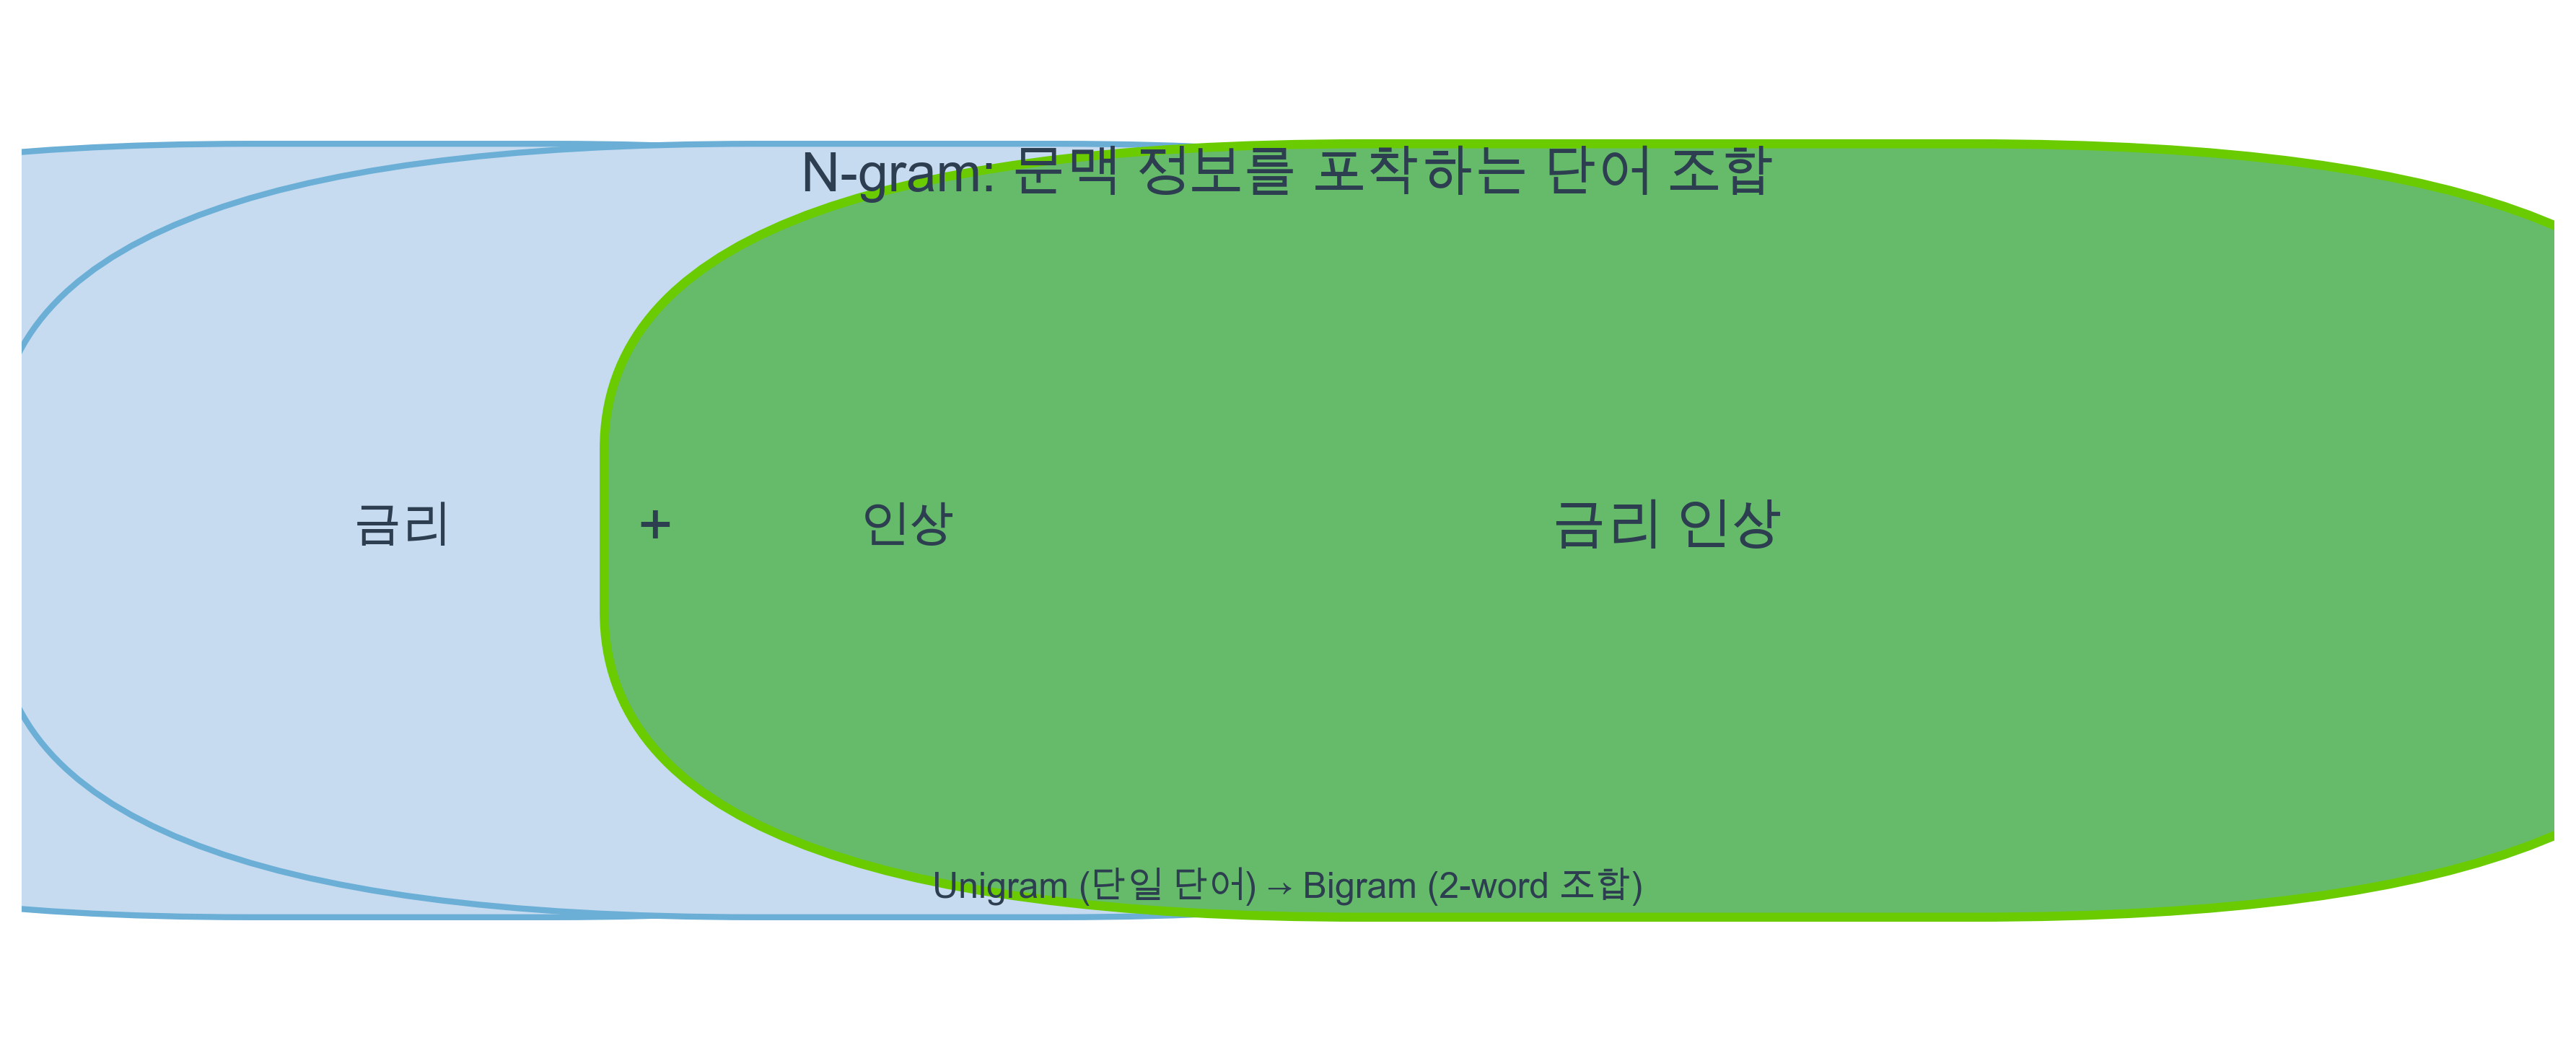 N-gram: 문맥 정보를 포착하는 단어 조합
금리 + 인상 금리 인상
Unigram (단일 단어) → Bigram (2-word 조합)